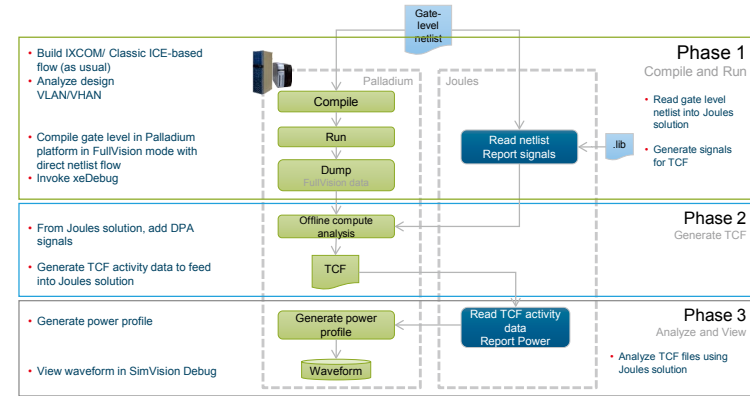 Gate-
level
netlist
• Build IXCOM/ Classic ICE-based
flow (as usual)
• Analyze design
VLAN/VHAN
• Compile gate level in Palladium
platform in FullVision mode with
direct netlist flow
• Invoke xeDebug
Palladium
Compile
Run
Dump
FullVision data
Joules
Read netlist
Report signals
.lib
Phase 1
Compile and Run
• Read gate level
netlist into Joules
solution
• Generate signals
for TCF
• From Joules solution, add DPA
signals
• Generate TCF activity data to feed
into Joules solution
Offline compute
analysis
TCF
Phase 2
Generate TCF
• Generate power profile
• View waveform in SimVision Debug
Generate power
profile
Waveform
Read TCF activity
data
Report Power
Phase 3
Analyze and View
• Analyze TCF files using
Joules solution